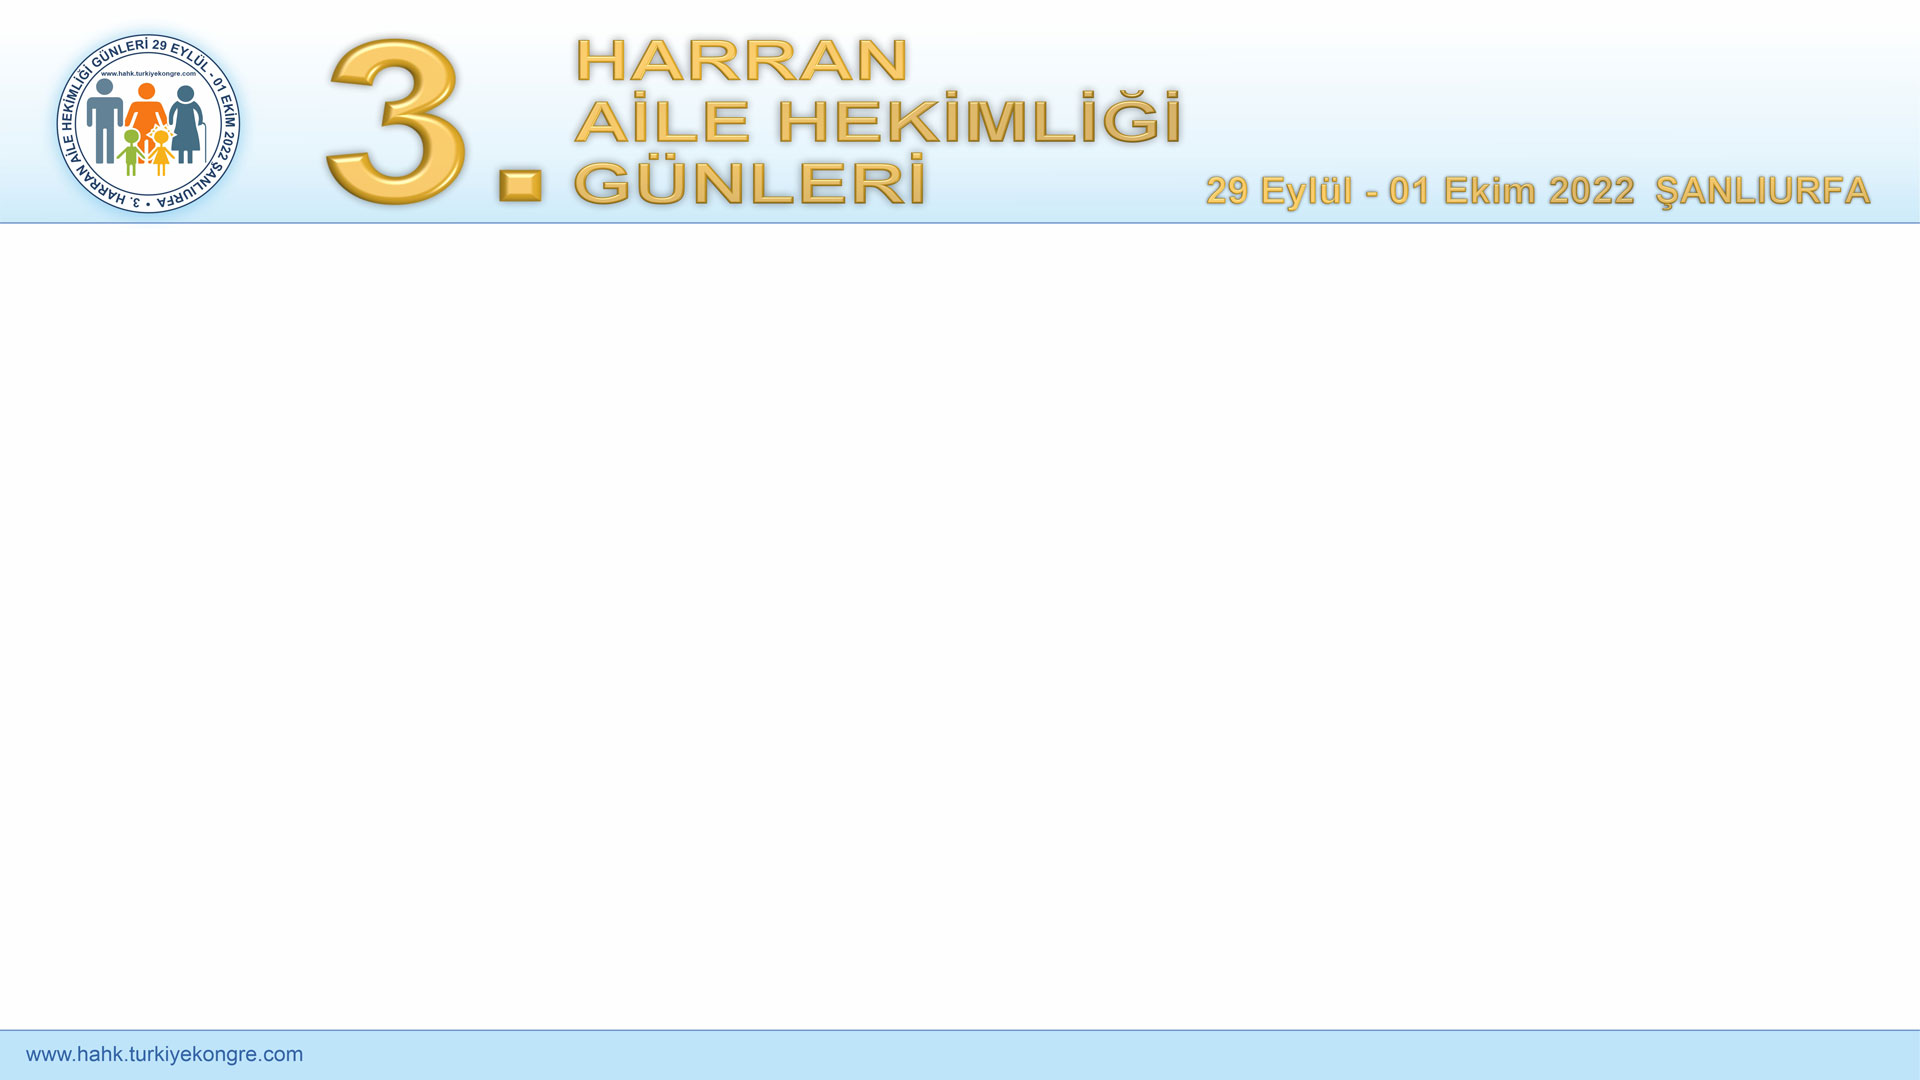 3. HARRAN AİLE HEKİMLİĞİ GÜNLERİ 29 EYLÜL - 01 EKİM 2022 ŞANLIURFA •
www.hahk.turkiyekongre.com
3.
HARRAN
AİLE HEKİMLİĞİ
GÜNLERİ
29 Eylül - 01 Ekim 2022 ŞANLIURFA
www.hahk.turkiyekongre.com